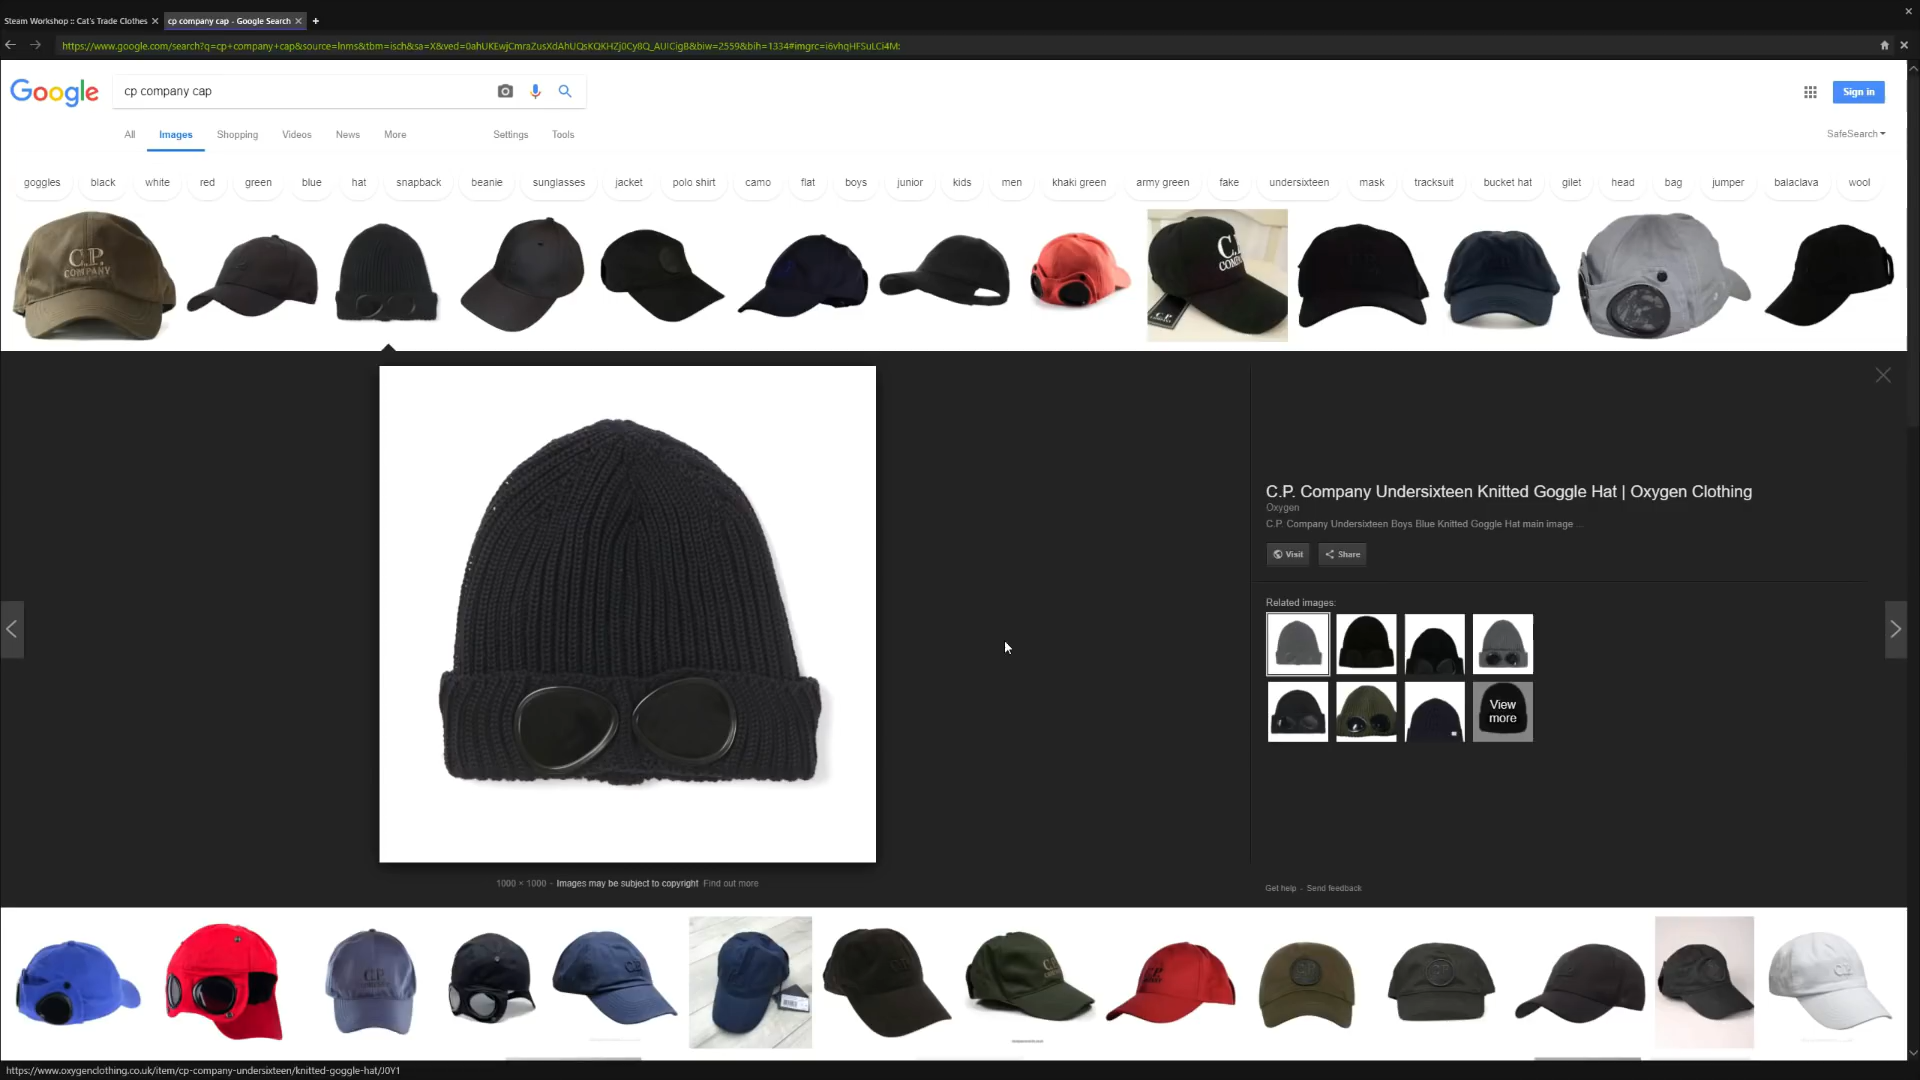 Steam Workshop :: Cat's Trade Clothes
cp company cap - Google Search
https://www.google.com/search?q=cp+company+cap&source=lnms&tbm=isch&sa=X&ved=0ahUKEwjCmraZusXdAhUQsKQKHZJ0CyBQ_AUICigB&biw=2559&bih=1334#imgrc=i6vhqHFSuLCi4M:
Google
cp company cap
Sign in
All Images Shopping Videos News More Settings Tools
SafeSearch
goggles black white red green blue hat snapback beanie sunglasses jacket polo shirt camo flat boys junior kids men khaki green army green fake undersixteen mask tracksuit bucket hat gilet head bag jumper balaclava wool
C.P.
COMPANY
C.P. Company Undersixteen Knitted Goggle Hat | Oxygen Clothing
Oxygen
C.P. Company Undersixteen Boys Blue Knitted Goggle Hat main image ...
Visit Share
Related images:
View
more
1000 × 1000 - Images may be subject to copyright Find out more
Get help - Send feedback
https://www.oxygenclothing.co.uk/item/cp-company-undersixteen/knitted-goggle-hat/J0Y1